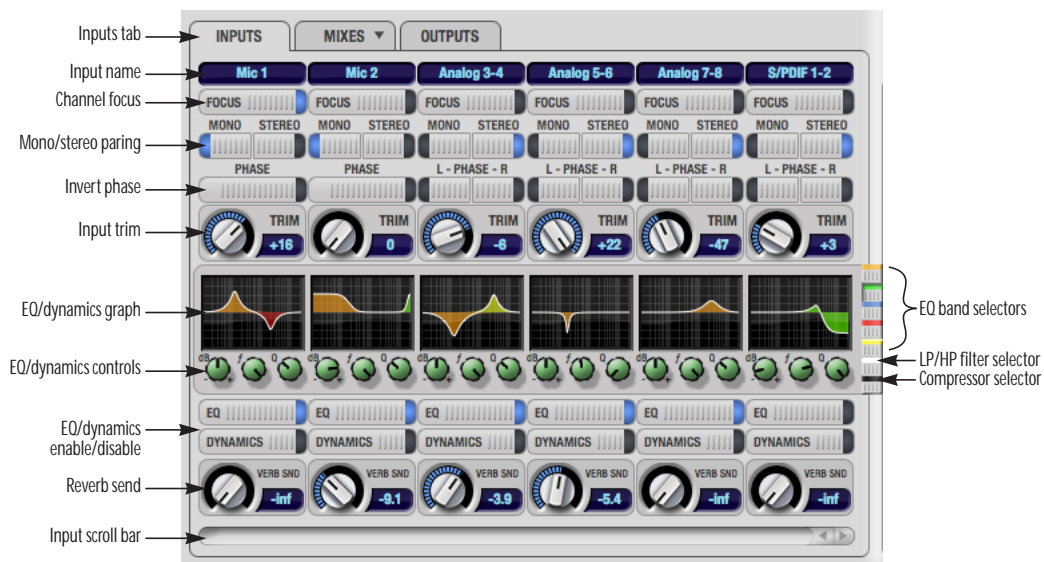 Inputs tab
INPUTS MIXES OUTPUTS
Input name
Mic 1 Mic 2 Analog 3-4 Analog 5-6 Analog 7-8 S/PDIF 1-2
Channel focus
FOCUS FOCUS FOCUS FOCUS FOCUS FOCUS
MONO STEREO MONO STEREO MONO STEREO MONO STEREO MONO STEREO MONO STEREO
Mono/stereo paring
PHASE PHASE L - PHASE - R L - PHASE - R L - PHASE - R L - PHASE - R
Invert phase
TRIM TRIM TRIM TRIM TRIM TRIM
Input trim
+16 0 -6 +22 -47 +3
EQ/dynamics graph
EQ band selectors
dB f Q dB f Q dB f Q dB f Q dB f Q dB f Q
LP/HP filter selector
EQ/dynamics controls
- + - + - + - + - + - +
Compressor selector
EQ EQ EQ EQ EQ EQ
EQ/dynamics
enable/disable
DYNAMICS DYNAMICS DYNAMICS DYNAMICS DYNAMICS DYNAMICS
VERB SND VERB SND VERB SND VERB SND VERB SND VERB SND
Reverb send
-inf -9.1 -3.9 -5.4 -inf -inf
Input scroll bar